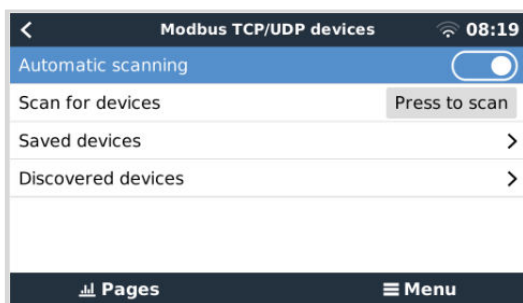 Modbus TCP/UDP devices 08:19
Automatic scanning
Scan for devices Press to scan
Saved devices
Discovered devices
Pages Menu